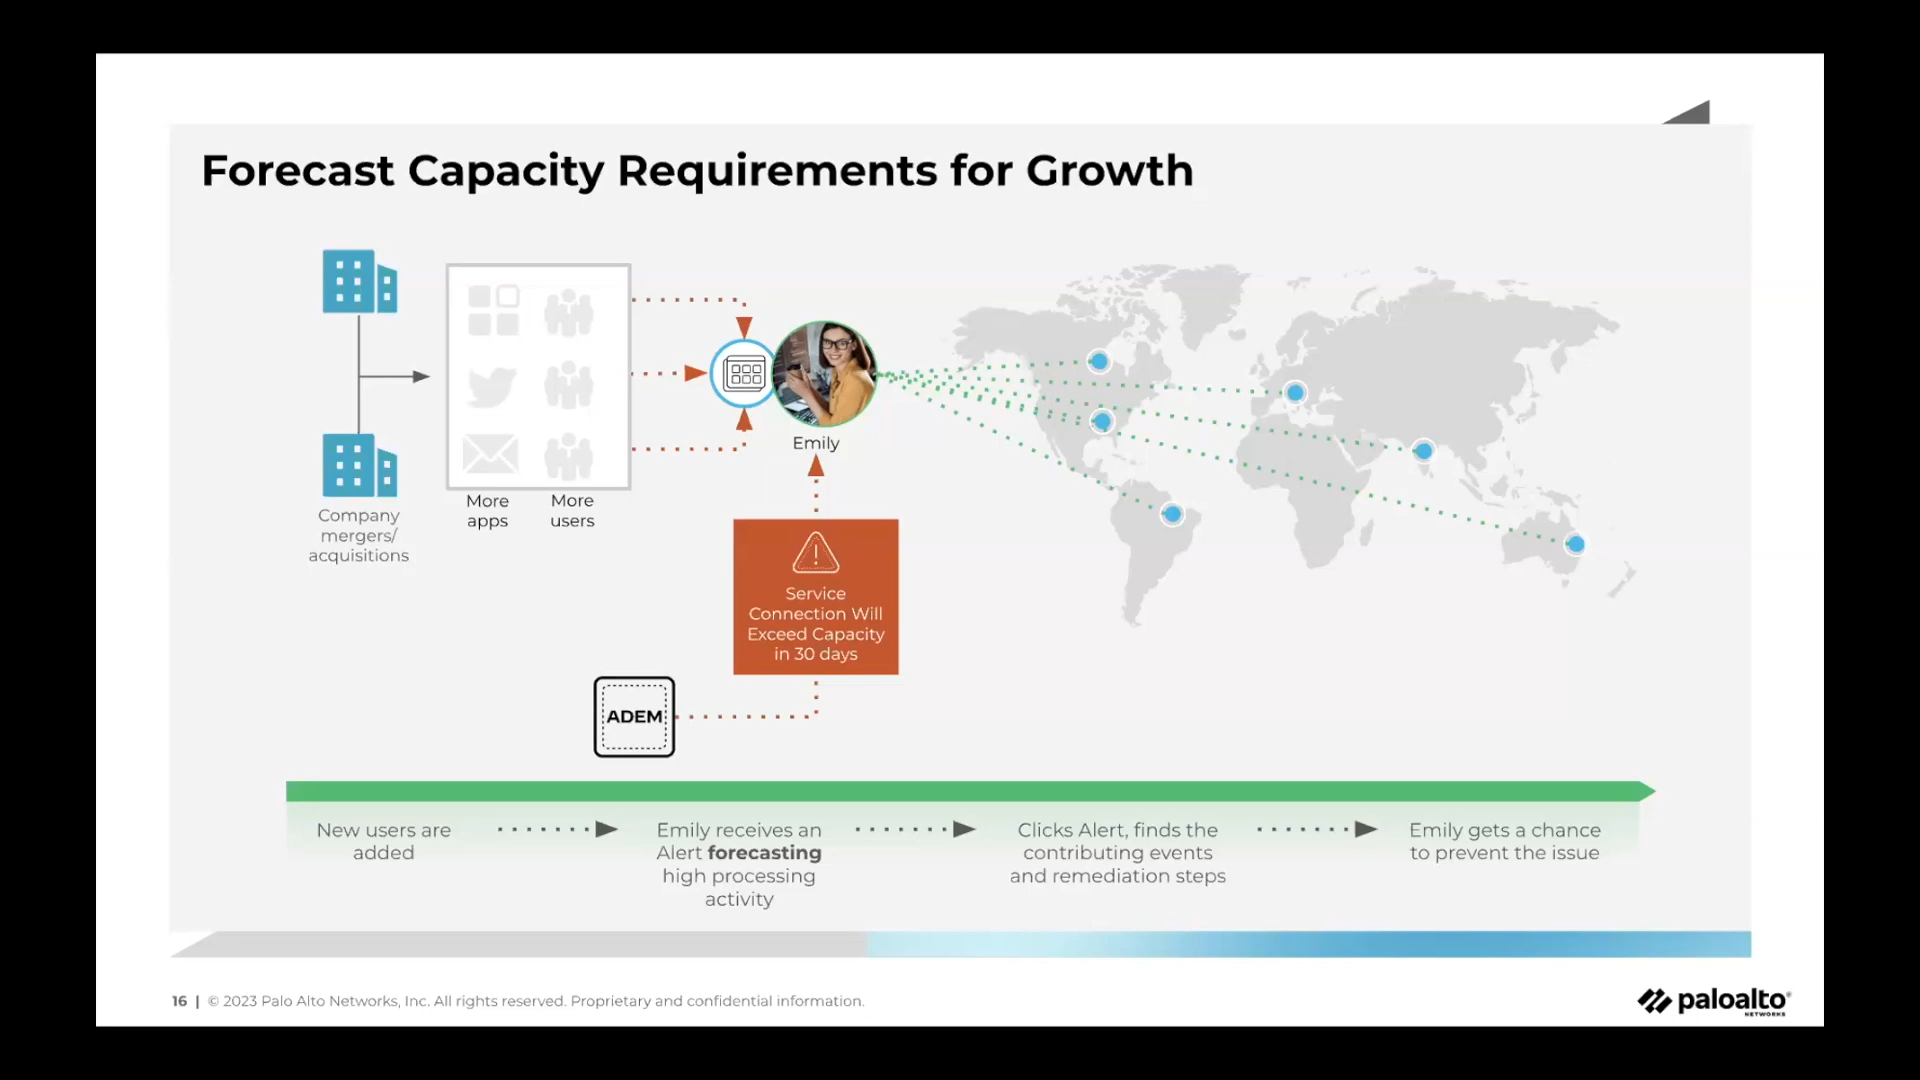 Forecast Capacity Requirements for Growth
Company
mergers/
acquisitions
More
apps
More
users
Emily
Service
Connection Will
Exceed Capacity
in 30 days
ADEM
New users are
added
Emily receives an
Alert forecasting
high processing
activity
Clicks Alert, finds the
contributing events
and remediation steps
Emily gets a chance
to prevent the issue
16 | © 2023 Palo Alto Networks, Inc. All rights reserved. Proprietary and confidential information.
paloalto
NETWORKS